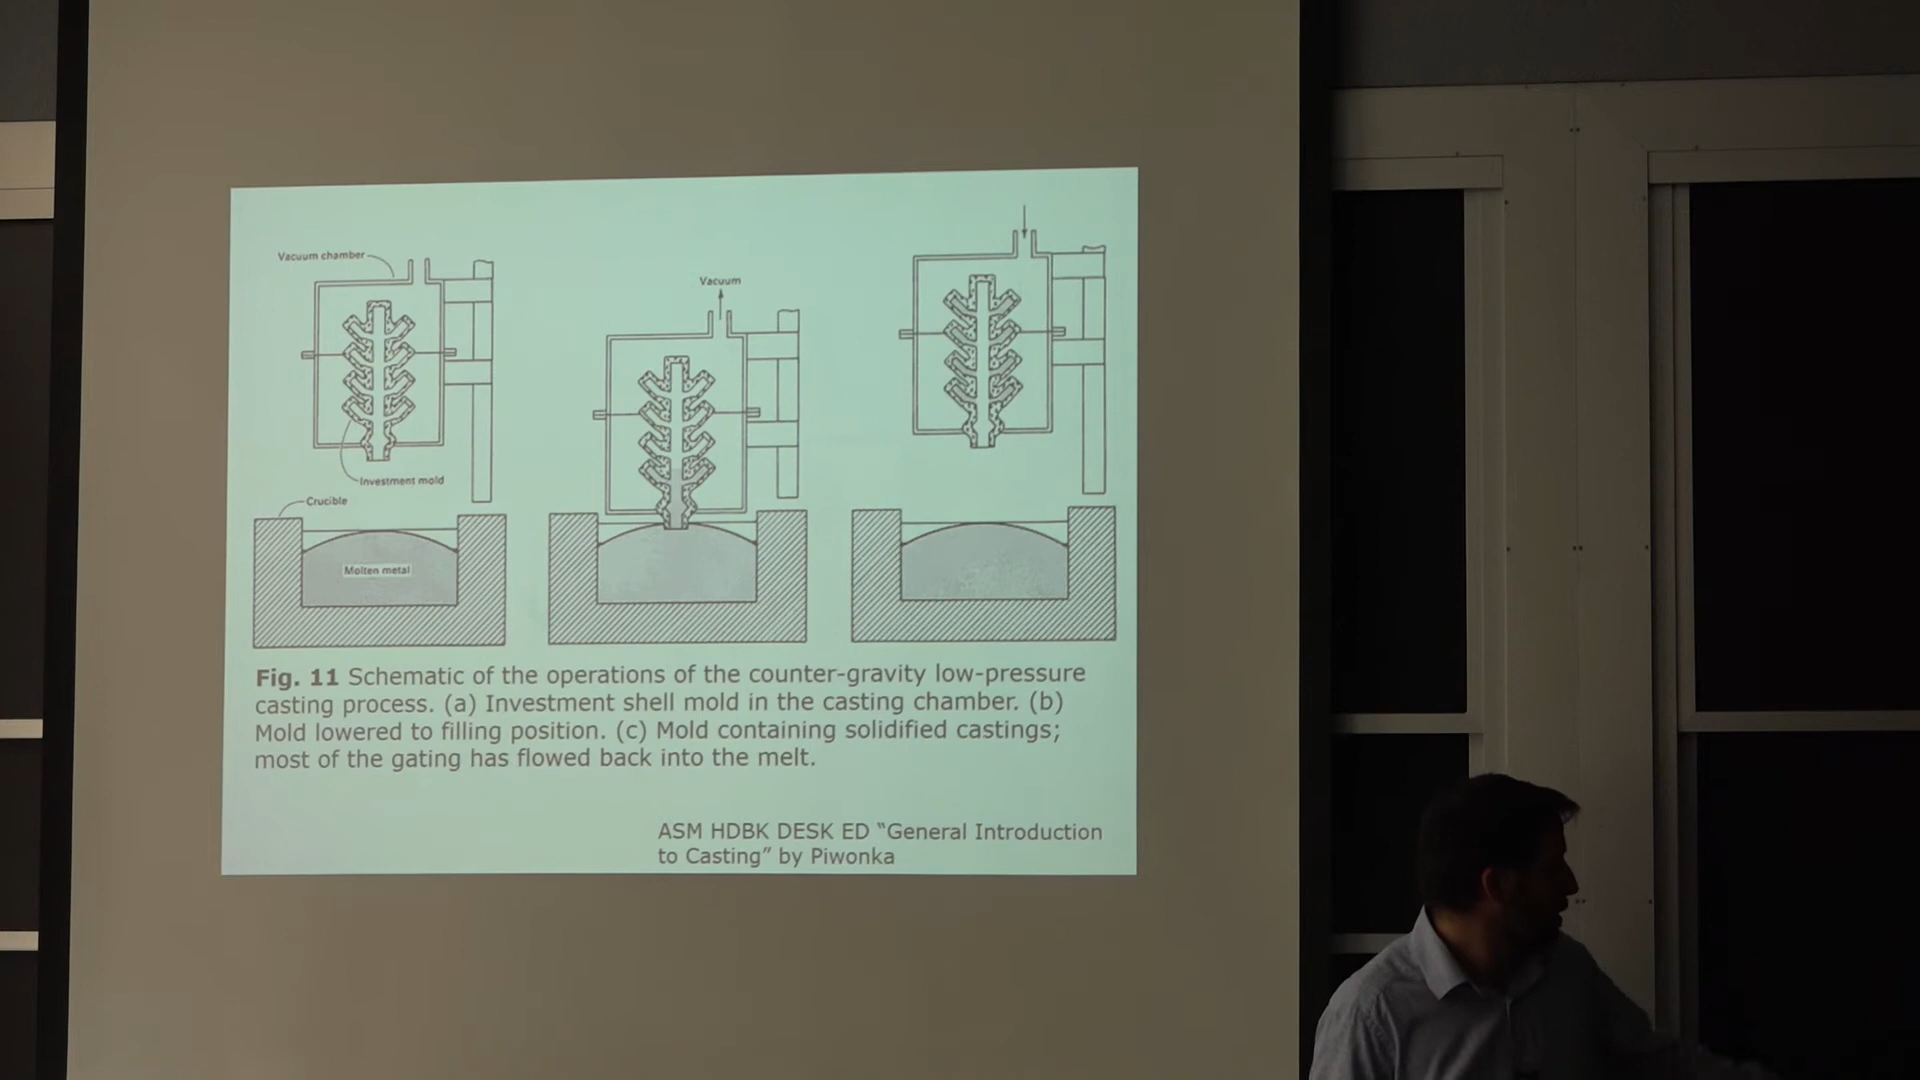 Vacuum chamber
Vacuum
Investment mold
Crucible
Molten metal
Fig. 11 Schematic of the operations of the counter-gravity low-pressure
casting process. (a) Investment shell mold in the casting chamber. (b)
Mold lowered to filling position. (c) Mold containing solidified castings;
most of the gating has flowed back into the melt.
ASM HDBK DESK ED “General Introduction
to Casting” by Piwonka